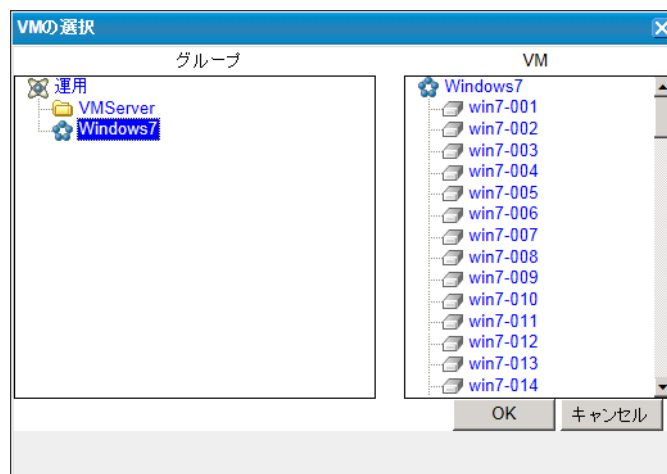 VMの選択
グループ
運用
VMServer
Windows7
VM
Windows7
win7-001
win7-002
win7-003
win7-004
win7-005
win7-006
win7-007
win7-008
win7-009
win7-010
win7-011
win7-012
win7-013
win7-014
OK
キャンセル